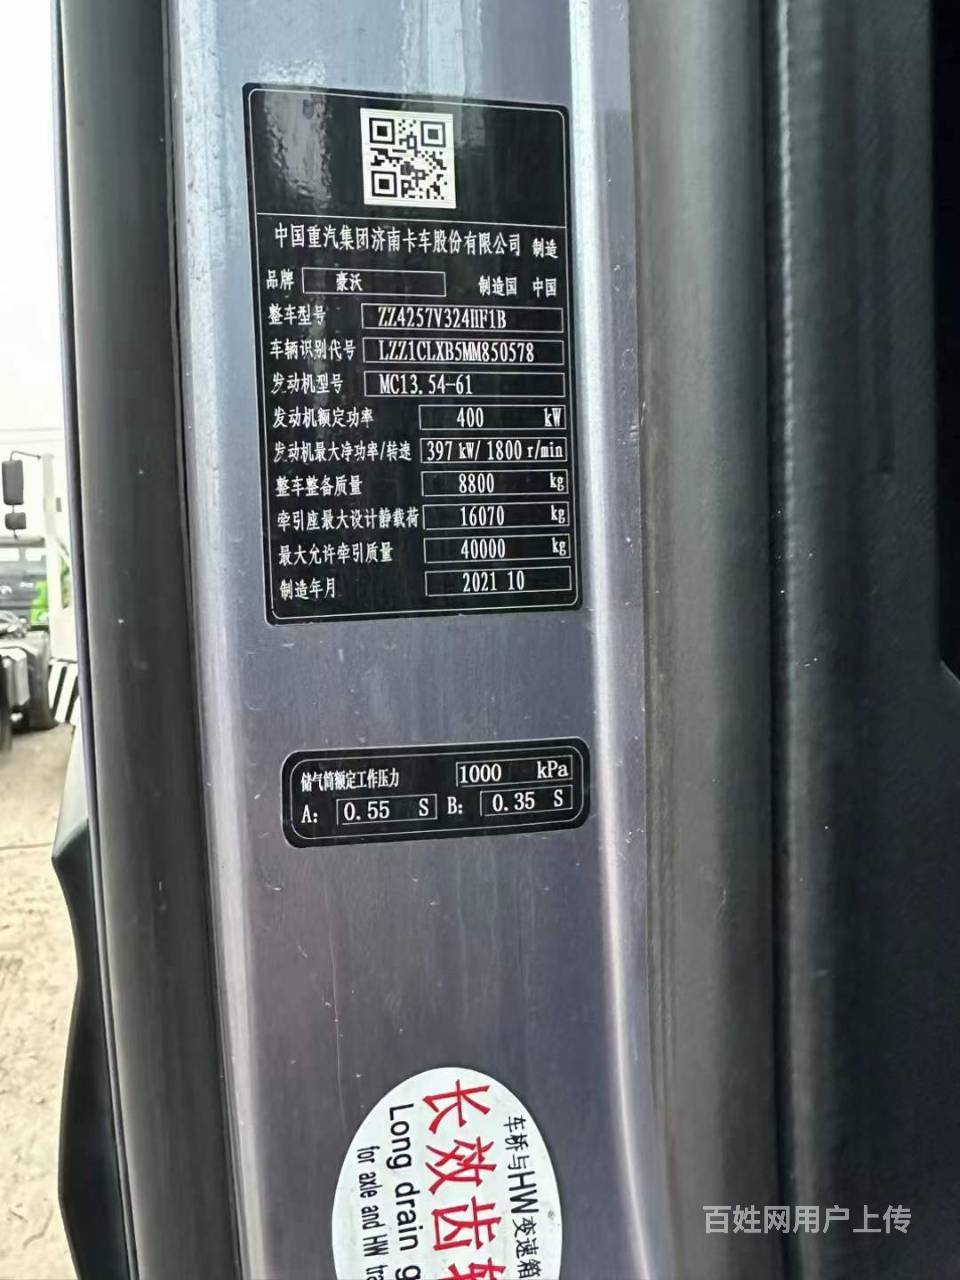 中国重汽集团济南卡车股份有限公司 制造
品牌 豪沃 制造国 中国
整车型号 ZZ4257V324HF1B
车辆识别代号 LZZ1CLXB5MM850578
发动机型号 MC13.54-61
发动机额定功率 400 kW
发动机最大净功率/转速 397 kW/ 1800 r/min
整车整备质量 8800 kg
牵引座最大设计静载荷 16070 kg
最大允许牵引质量 40000 kg
制造年月 2021 10
储气筒额定工作压力 1000 kPa
A: 0.55 S B: 0.35 S
车桥与HW变速箱
长效齿
Long drain
for axle and HW
百姓网用户上传